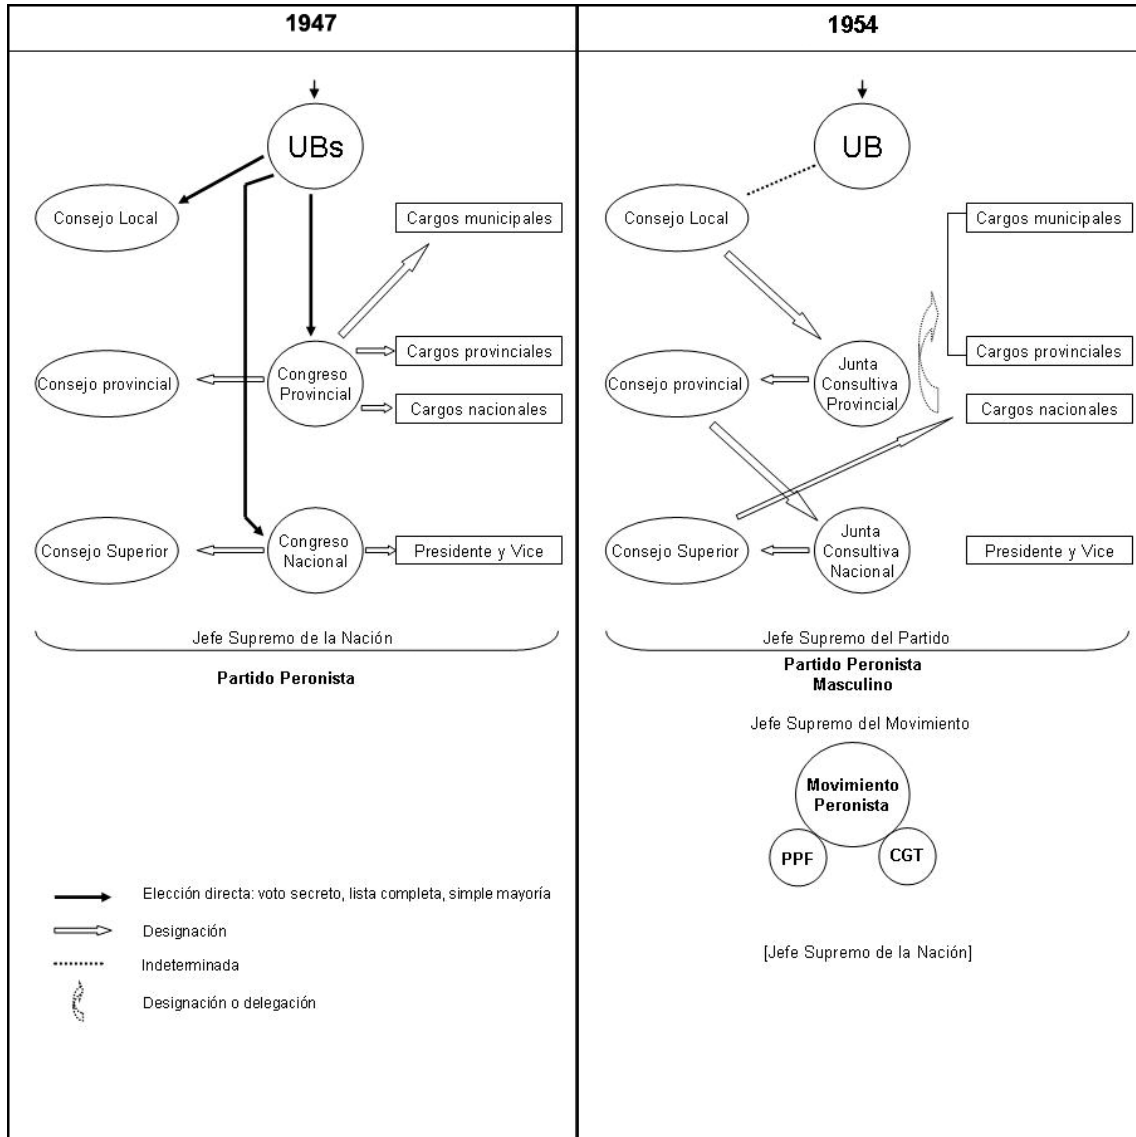 1947
UBs
Consejo Local
Cargos municipales
Consejo provincial
Congreso
Provincial
Cargos provinciales
Cargos nacionales
Consejo Superior
Congreso
Nacional
Presidente y Vice
Jefe Supremo de la Nación
Partido Peronista
Elección directa: voto secreto, lista completa, simple mayoría
Designación
Indeterminada
Designación o delegación
1954
UB
Consejo Local
Cargos municipales
Consejo provincial
Junta
Consultiva
Provincial
Cargos provinciales
Cargos nacionales
Consejo Superior
Junta
Consultiva
Nacional
Presidente y Vice
Jefe Supremo del Partido
Partido Peronista
Masculino
Jefe Supremo del Movimiento
Movimiento
Peronista
PPF
CGT
[Jefe Supremo de la Nación]